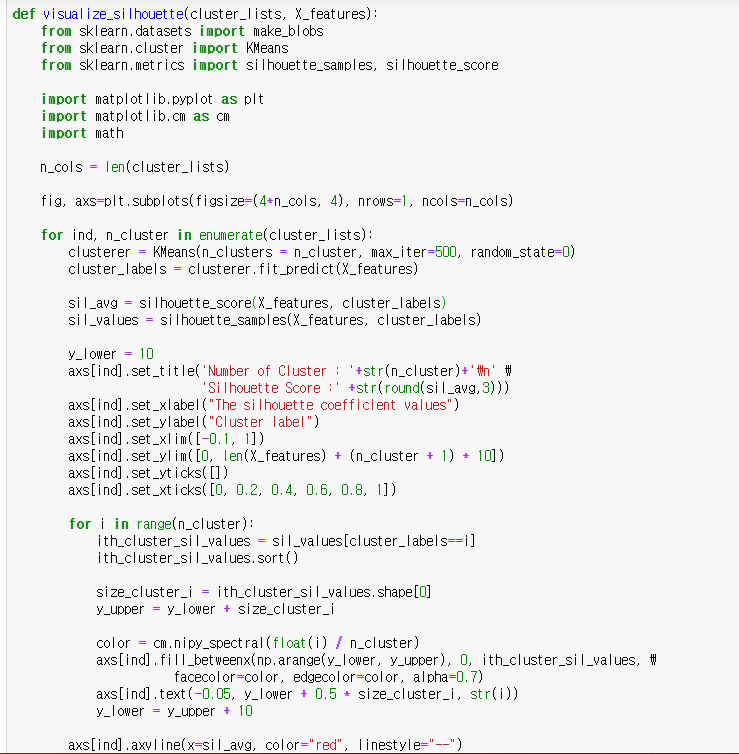 def visualize_silhouette(cluster_lists, X_features):
    from sklearn.datasets import make_blobs
    from sklearn.cluster import KMeans
    from sklearn.metrics import silhouette_samples, silhouette_score

    import matplotlib.pyplot as plt
    import matplotlib.cm as cm
    import math

    n_cols = len(cluster_lists)

    fig, axs=plt.subplots(figsize=(4*n_cols, 4), nrows=1, ncols=n_cols)

    for ind, n_cluster in enumerate(cluster_lists):
        clusterer = KMeans(n_clusters = n_cluster, max_iter=500, random_state=0)
        cluster_labels = clusterer.fit_predict(X_features)

        sil_avg = silhouette_score(X_features, cluster_labels)
        sil_values = silhouette_samples(X_features, cluster_labels)

        y_lower = 10
        axs[ind].set_title('Number of Cluster : '+str(n_cluster)+'₩n' ₩
                           'Silhouette Score :' +str(round(sil_avg,3)))
        axs[ind].set_xlabel("The silhouette coefficient values")
        axs[ind].set_ylabel("Cluster label")
        axs[ind].set_xlim([-0.1, 1])
        axs[ind].set_ylim([0, len(X_features) + (n_cluster + 1) * 10])
        axs[ind].set_yticks([])
        axs[ind].set_xticks([0, 0.2, 0.4, 0.6, 0.8, 1])

        for i in range(n_cluster):
            ith_cluster_sil_values = sil_values[cluster_labels==i]
            ith_cluster_sil_values.sort()

            size_cluster_i = ith_cluster_sil_values.shape[0]
            y_upper = y_lower + size_cluster_i

            color = cm.nipy_spectral(float(i) / n_cluster)
            axs[ind].fill_betweenx(np.arange(y_lower, y_upper), 0, ith_cluster_sil_values, ₩
                       facecolor=color, edgecolor=color, alpha=0.7)
            axs[ind].text(-0.05, y_lower + 0.5 * size_cluster_i, str(i))
            y_lower = y_upper + 10

        axs[ind].axvline(x=sil_avg, color="red", linestyle="--")